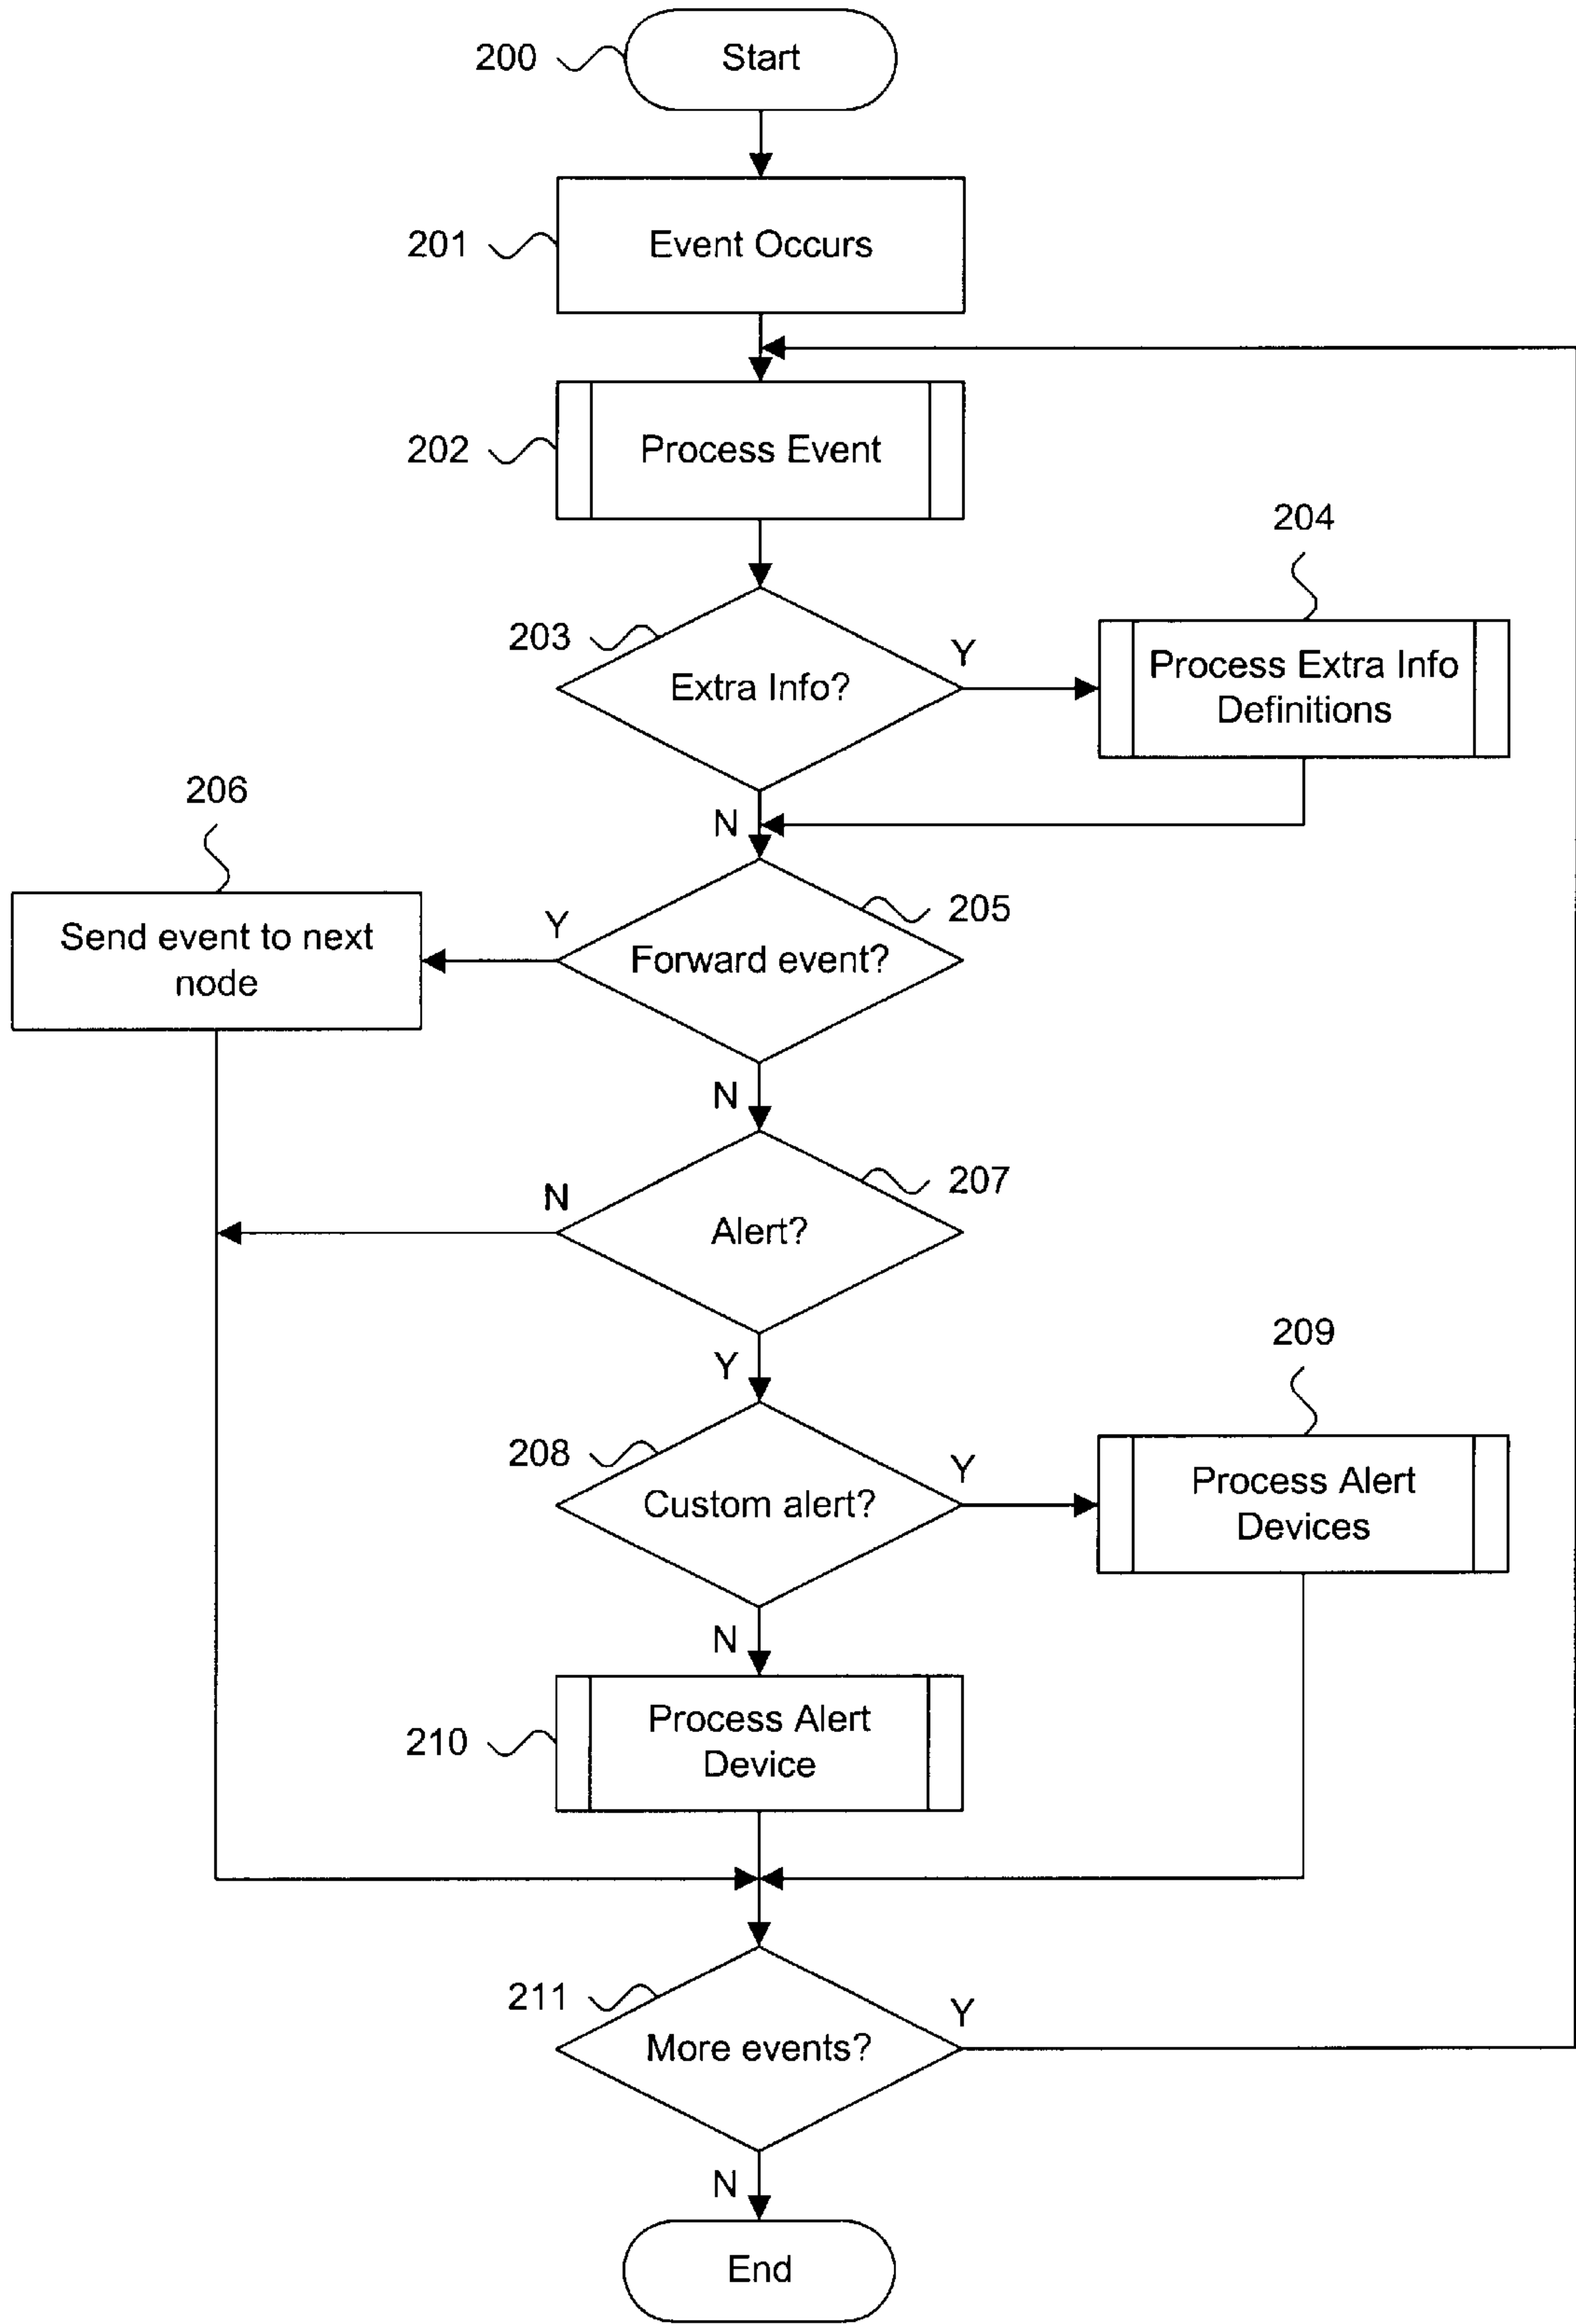 200
Start
201
Event Occurs
202
Process Event
204
203
Y
Extra Info?
Process Extra Info
Definitions
206
N
205
Y
Send event to next
node
Forward event?
N
207
N
Alert?
209
Y
208
Y
Custom alert?
Process Alert
Devices
N
210
Process Alert
Device
211
Y
More events?
N
End